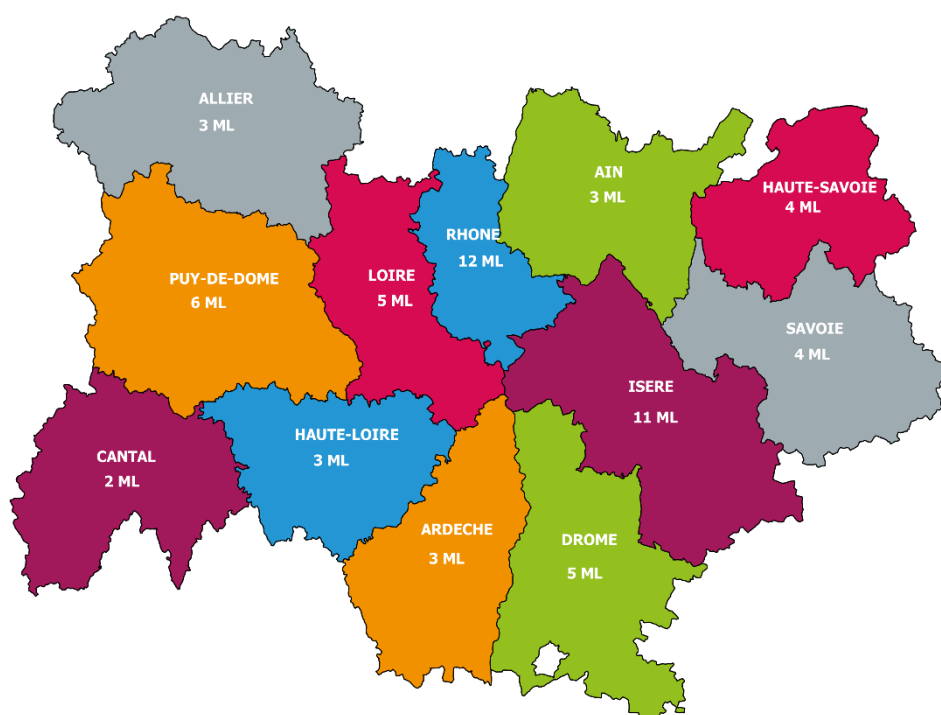 ALLIER
3 ML
AIN
3 ML
HAUTE-SAVOIE
4 ML
RHONE
12 ML
PUY-DE-DOME
6 ML
LOIRE
5 ML
SAVOIE
4 ML
ISERE
11 ML
HAUTE-LOIRE
3 ML
CANTAL
2 ML
ARDECHE
3 ML
DROME
5 ML